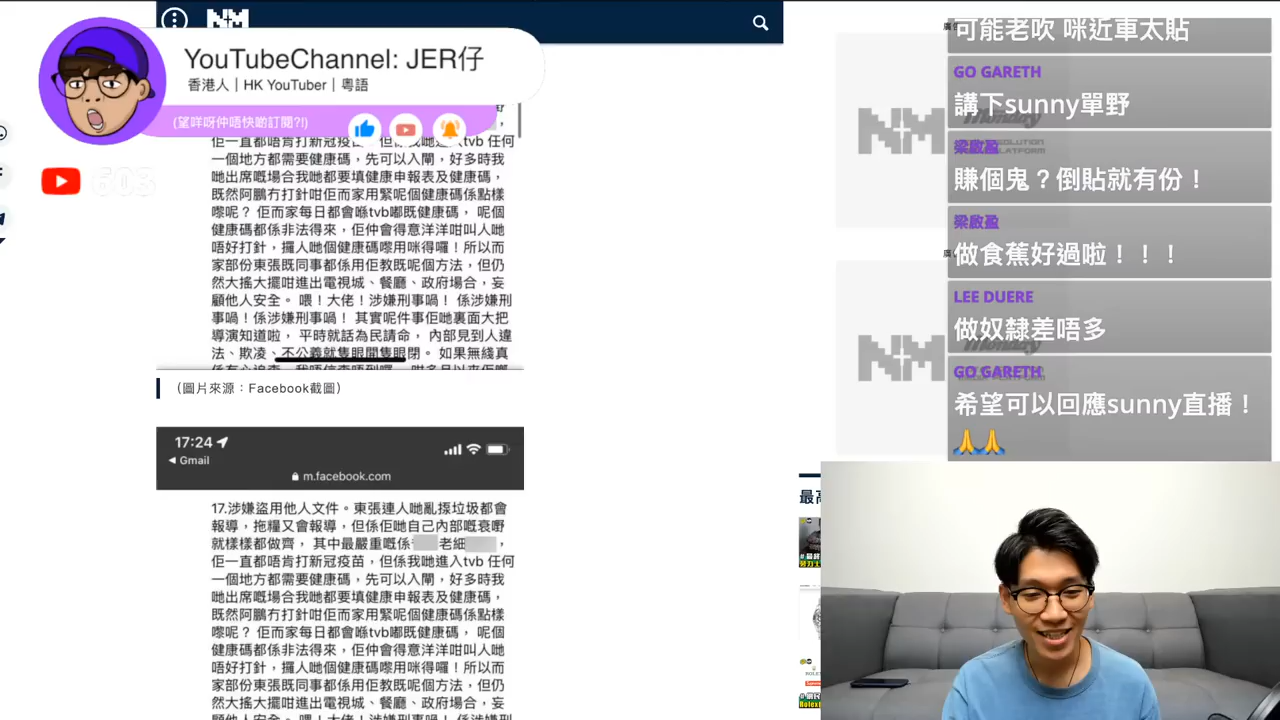 NM
YouTubeChannel: JER仔
香港人｜HK YouTuber｜粵語
(望咩呀仲唔快啲訂閱?!)
603
佢一直都唔肯打新冠疫苗，但係我哋進入tvb 任何
一個地方都需要健康碼，先可以入閘，好多時我
哋出席嘅場合我哋都要填健康申報表及健康碼，
既然阿鵬冇打針咁佢家用緊呢個健康碼係點樣
嚟呢？ 佢而家每日都會喺tvb嘟既健康碼， 呢個
健康碼都係非法得來，佢仲會得意洋洋咁叫人哋
唔好打針，攞人哋個健康碼嚟用咪得囉！所以而
家部份東張既同事都係用佢教既呢個方法，但仍
然大搖大擺咁進出電視城、餐廳、政府場合，妄
顧他人安全。 喂！大佬！涉嫌刑事喎！ 係涉嫌刑
事喎！係涉嫌刑事喎！ 其實呢件事佢哋裏面大把
導演知道啦， 平時就話為民請命， 內部見到人違
法、欺凌、不公義就隻眼開隻眼閉。 如果無綫真
（圖片來源：Facebook截圖）
17:24
◀ Gmail
m.facebook.com
17.涉嫌盜用他人文件。東張連人哋亂揼垃圾都會
報導，拖糧又會報導，但係佢哋自己內部嘅衰嘢
就樣樣都做齊， 其中最嚴重嘅係 老細 ，
佢一直都唔肯打新冠疫苗，但係我哋進入tvb 任何
一個地方都需要健康碼，先可以入閘，好多時我
哋出席嘅場合我哋都要填健康申報表及健康碼，
既然阿鵬冇打針咁佢家用緊呢個健康碼係點樣
嚟呢？ 佢而家每日都會喺tvb嘟既健康碼， 呢個
健康碼都係非法得來，佢仲會得意洋洋咁叫人哋
唔好打針，攞人哋個健康碼嚟用咪得囉！所以而
家部份東張既同事都係用佢教既呢個方法，但仍
然大搖大擺咁進出電視城、餐廳、政府場合，妄
可能老吹 咪近車太貼
GO GARETH
講下sunny單野
梁啟盈
賺個鬼？倒貼就有份！
梁啟盈
做食蕉好過啦！！！
LEE DUERE
做奴隸差唔多
GO GARETH
希望可以回應sunny直播！
🙏🙏
NM
NM
最高